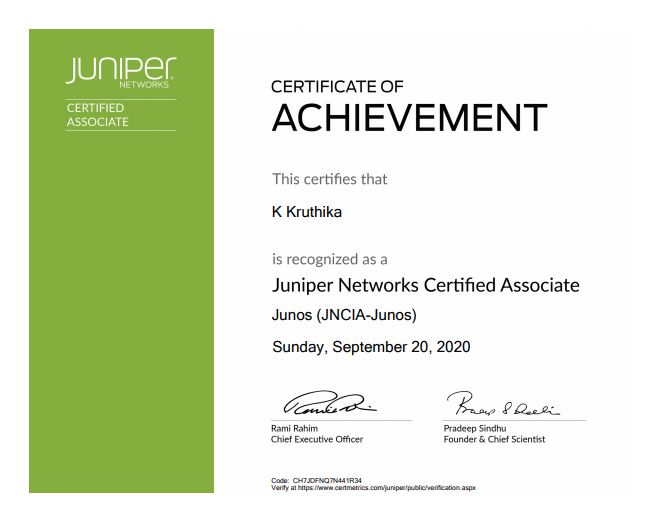 JUNIPER
NETWORKS
CERTIFIED
ASSOCIATE
CERTIFICATE OF
ACHIEVEMENT
This certifies that
K Kruthika
is recognized as a
Juniper Networks Certified Associate
Junos (JNCIA-Junos)
Sunday, September 20, 2020
Rami Rahim
Chief Executive Officer
Pradeep Sindhu
Founder & Chief Scientist
Code: CH7JDFNQ7N441R34
Verify at https://www.certmetrics.com/juniper/public/verification.aspx